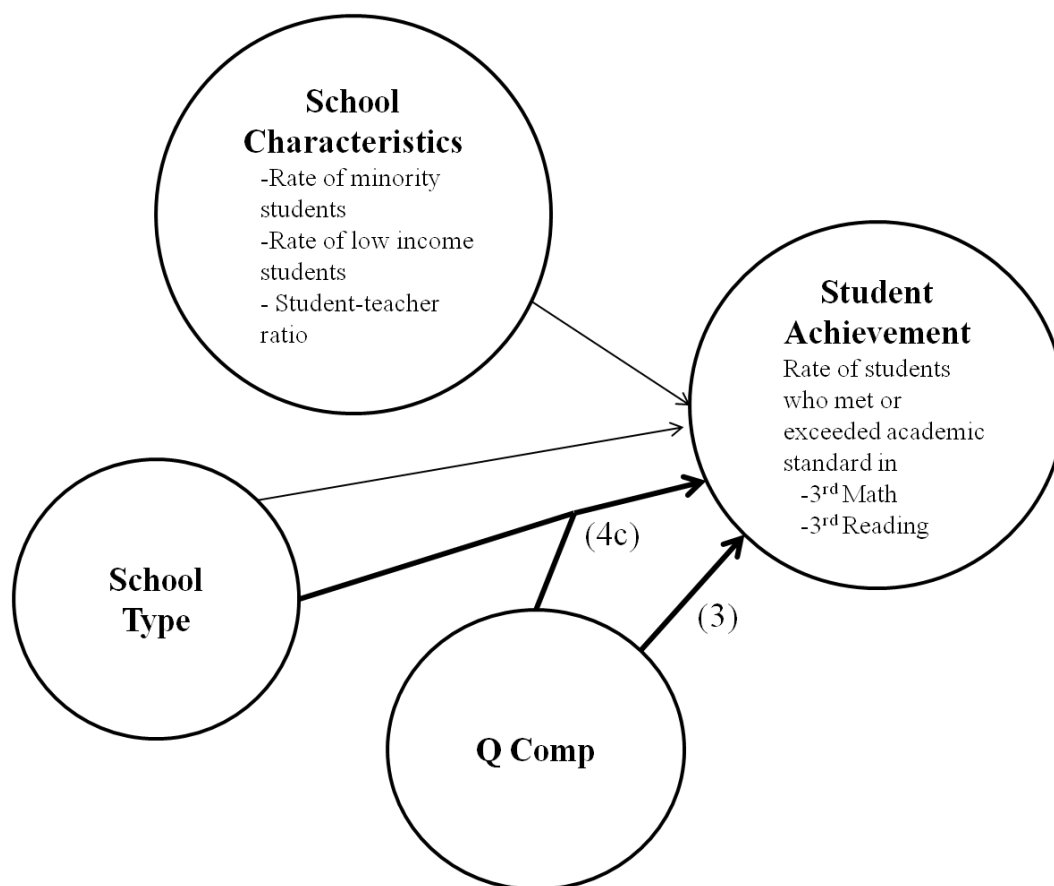 School
Characteristics
-Rate of minority
students
-Rate of low income
students
- Student-teacher
ratio
Student
Achievement
Rate of students
who met or
exceeded academic
standard in
-3rd Math
-3rd Reading
(4c)
School
Type
(3)
Q Comp